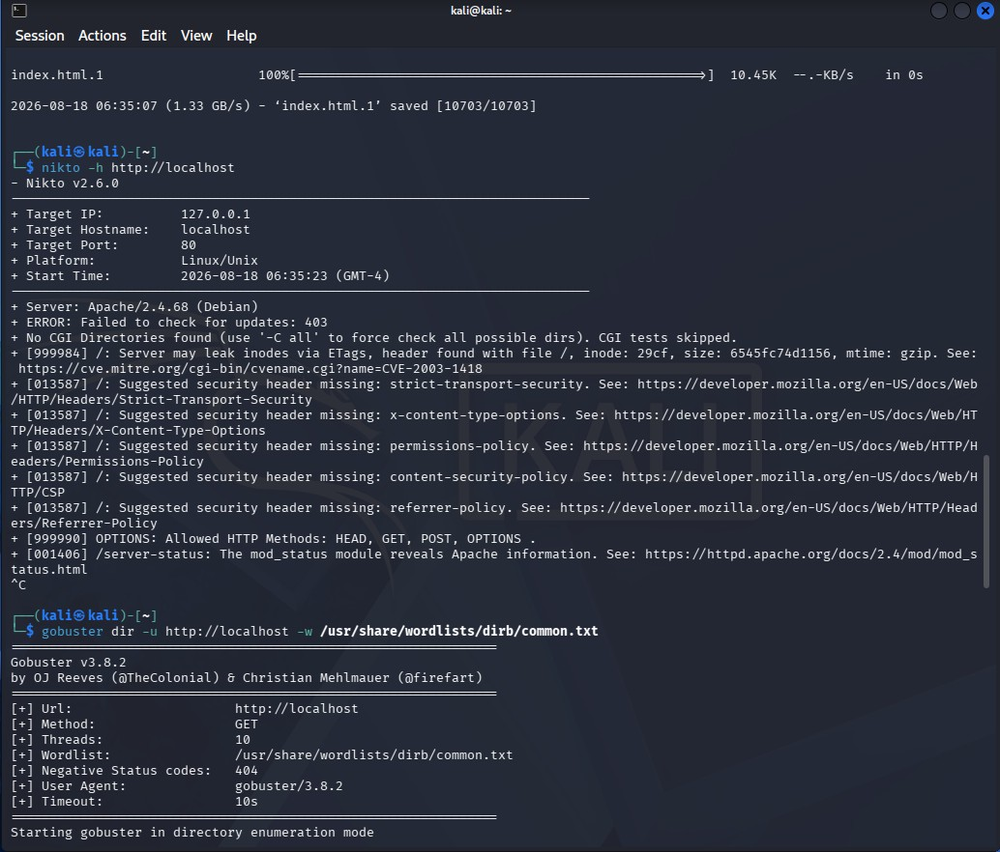 kali@kali: ~
Session Actions Edit View Help
index.html.1 100%[===================================================>] 10.45K --.-KB/s in 0s
2026-08-18 06:35:07 (1.33 GB/s) - ‘index.html.1’ saved [10703/10703]
┌──(kali㉿kali)-[~]
└─$ nikto -h http://localhost
- Nikto v2.6.0
---------------------------------------------------------------------------
+ Target IP: 127.0.0.1
+ Target Hostname: localhost
+ Target Port: 80
+ Platform: Linux/Unix
+ Start Time: 2026-08-18 06:35:23 (GMT-4)
---------------------------------------------------------------------------
+ Server: Apache/2.4.68 (Debian)
+ ERROR: Failed to check for updates: 403
+ No CGI Directories found (use '-C all' to force check all possible dirs). CGI tests skipped.
+ [999984] /: Server may leak inodes via ETags, header found with file /, inode: 29cf, size: 6545fc74d1156, mtime: gzip. See:
https://cve.mitre.org/cgi-bin/cvename.cgi?name=CVE-2003-1418
+ [013587] /: Suggested security header missing: strict-transport-security. See: https://developer.mozilla.org/en-US/docs/Web
/HTTP/Headers/Strict-Transport-Security
+ [013587] /: Suggested security header missing: x-content-type-options. See: https://developer.mozilla.org/en-US/docs/Web/HT
TP/Headers/X-Content-Type-Options
+ [013587] /: Suggested security header missing: permissions-policy. See: https://developer.mozilla.org/en-US/docs/Web/HTTP/H
eaders/Permissions-Policy
+ [013587] /: Suggested security header missing: content-security-policy. See: https://developer.mozilla.org/en-US/docs/Web/H
TTP/CSP
+ [013587] /: Suggested security header missing: referrer-policy. See: https://developer.mozilla.org/en-US/docs/Web/HTTP/Head
ers/Referrer-Policy
+ [999990] OPTIONS: Allowed HTTP Methods: HEAD, GET, POST, OPTIONS .
+ [001406] /server-status: The mod_status module reveals Apache information. See: https://httpd.apache.org/docs/2.4/mod/mod_s
tatus.html
^C
KALI
┌──(kali㉿kali)-[~]
└─$ gobuster dir -u http://localhost -w /usr/share/wordlists/dirb/common.txt
===============================================================
Gobuster v3.8.2
by OJ Reeves (@TheColonial) & Christian Mehlmauer (@firefart)
===============================================================
[+] Url: http://localhost
[+] Method: GET
[+] Threads: 10
[+] Wordlist: /usr/share/wordlists/dirb/common.txt
[+] Negative Status codes: 404
[+] User Agent: gobuster/3.8.2
[+] Timeout: 10s
===============================================================
Starting gobuster in directory enumeration mode